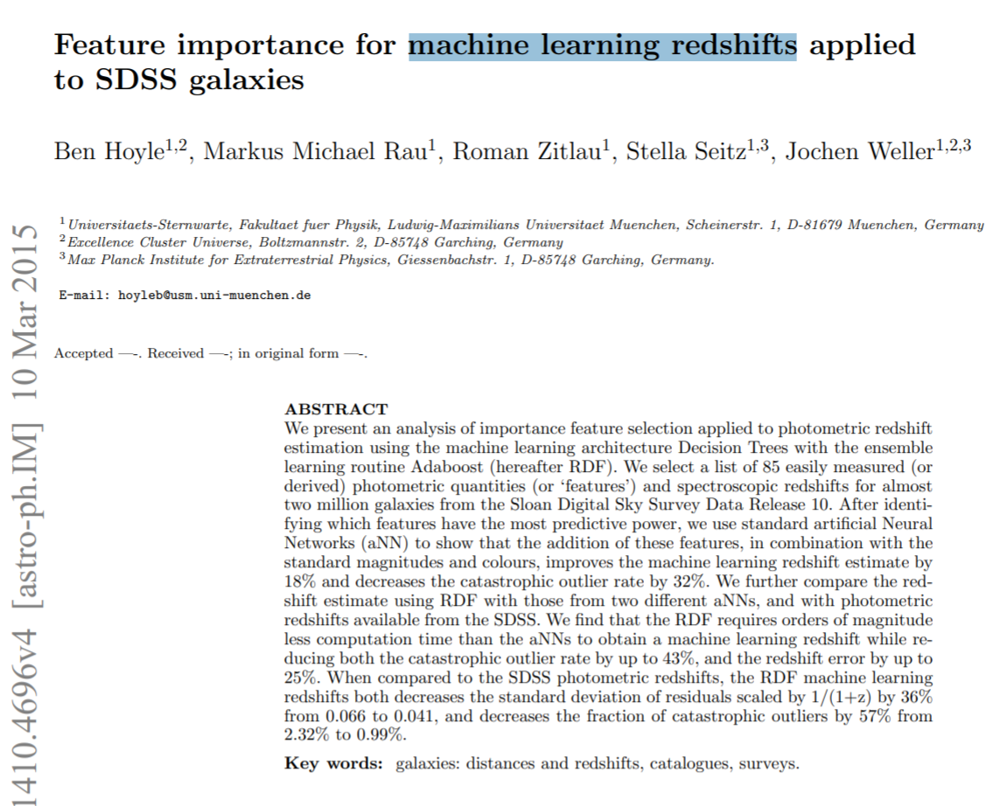 Feature importance for machine learning redshifts applied
to SDSS galaxies
Ben Hoyle1,2, Markus Michael Rau1, Roman Zitlau1, Stella Seitz1,3, Jochen Weller1,2,3
1 Universitaets-Sternwarte, Fakultaet fuer Physik, Ludwig-Maximilians Universitaet Muenchen, Scheinerstr. 1, D-81679 Muenchen, Germany
2 Excellence Cluster Universe, Boltzmannstr. 2, D-85748 Garching, Germany
3 Max Planck Institute for Extraterrestrial Physics, Giessenbachstr. 1, D-85748 Garching, Germany.
E-mail: hoyleb@usm.uni-muenchen.de
Accepted —-. Received —-; in original form —-.
ABSTRACT
We present an analysis of importance feature selection applied to photometric redshift
estimation using the machine learning architecture Decision Trees with the ensemble
learning routine Adaboost (hereafter RDF). We select a list of 85 easily measured (or
derived) photometric quantities (or ‘features’) and spectroscopic redshifts for almost
two million galaxies from the Sloan Digital Sky Survey Data Release 10. After identi-
fying which features have the most predictive power, we use standard artificial Neural
Networks (aNN) to show that the addition of these features, in combination with the
standard magnitudes and colours, improves the machine learning redshift estimate by
18% and decreases the catastrophic outlier rate by 32%. We further compare the red-
shift estimate using RDF with those from two different aNNs, and with photometric
redshifts available from the SDSS. We find that the RDF requires orders of magnitude
less computation time than the aNNs to obtain a machine learning redshift while re-
ducing both the catastrophic outlier rate by up to 43%, and the redshift error by up to
25%. When compared to the SDSS photometric redshifts, the RDF machine learning
redshifts both decreases the standard deviation of residuals scaled by 1/(1+z) by 36%
from 0.066 to 0.041, and decreases the fraction of catastrophic outliers by 57% from
2.32% to 0.99%.
Key words: galaxies: distances and redshifts, catalogues, surveys.
1410.4696v4 [astro-ph.IM] 10 Mar 2015